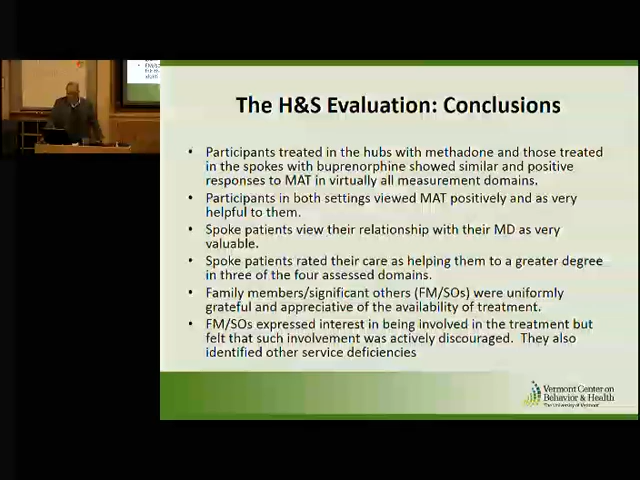 The H&S Evaluation: Conclusions
• Participants treated in the hubs with methadone and those treated
in the spokes with buprenorphine showed similar and positive
responses to MAT in virtually all measurement domains.
• Participants in both settings viewed MAT positively and as very
helpful to them.
• Spoke patients view their relationship with their MD as very
valuable.
• Spoke patients rated their care as helping them to a greater degree
in three of the four assessed domains.
• Family members/significant others (FM/SOs) were uniformly
grateful and appreciative of the availability of treatment.
• FM/SOs expressed interest in being involved in the treatment but
felt that such involvement was actively discouraged. They also
identified other service deficiencies
Vermont Center on
Behavior & Health
The University of Vermont